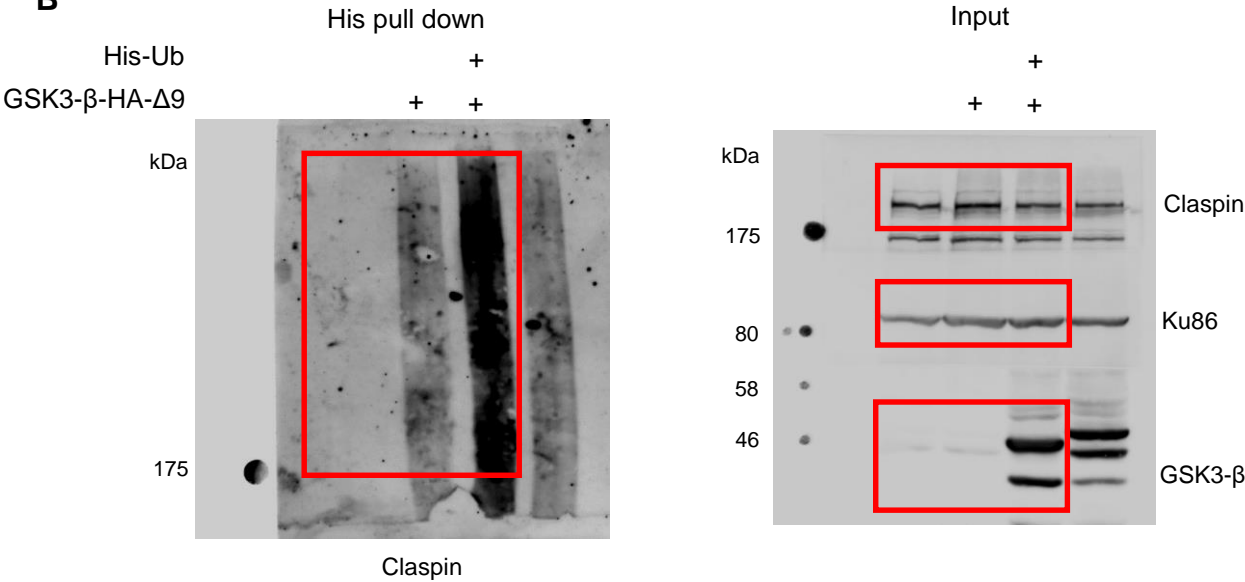 B
His pull down
His-Ub +
GSK3-β-HA-Δ9 + +
kDa
175
Claspin
Input
+
+ +
kDa
175
80
58
46
Claspin
Ku86
GSK3-β